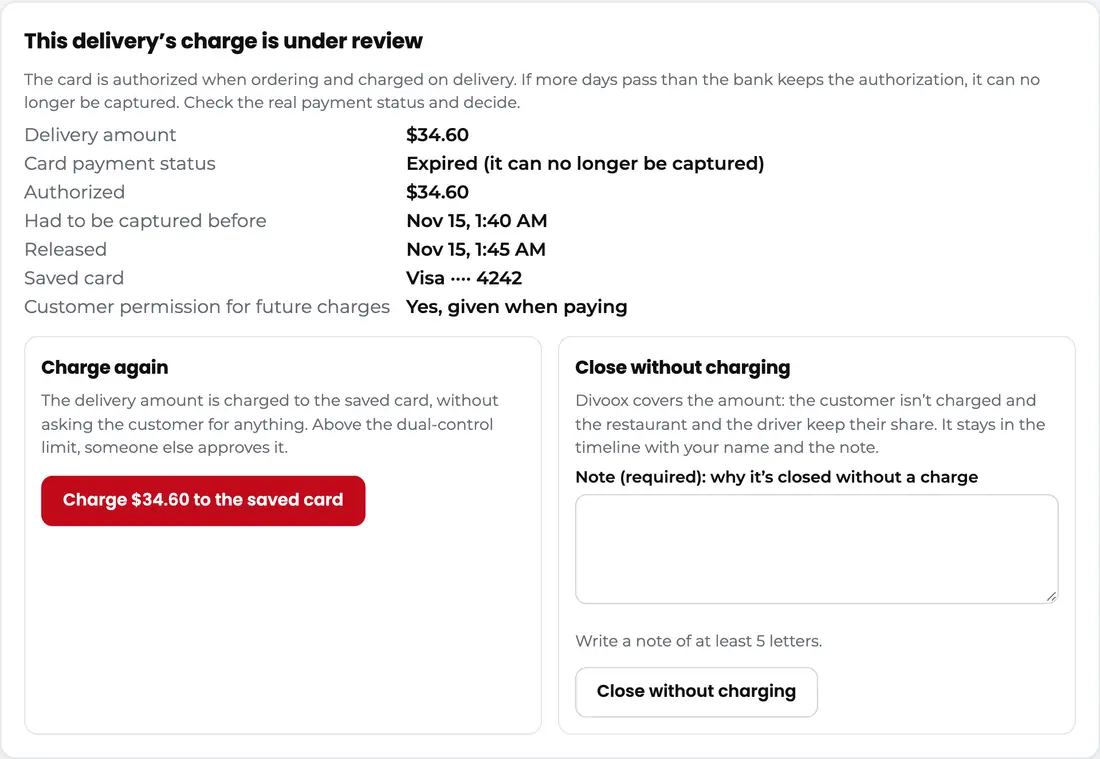 This delivery's charge is under review
The card is authorized when ordering and charged on delivery. If more days pass than the bank keeps the authorization, it can no
longer be captured. Check the real payment status and decide.
Delivery amount $34.60
Card payment status Expired (it can no longer be captured)
Authorized $34.60
Had to be captured before Nov 15, 1:40 AM
Released Nov 15, 1:45 AM
Saved card Visa ···· 4242
Customer permission for future charges Yes, given when paying
Charge again
The delivery amount is charged to the saved card, without
asking the customer for anything. Above the dual-control
limit, someone else approves it.
Charge $34.60 to the saved card
Close without charging
Divoox covers the amount: the customer isn't charged and
the restaurant and the driver keep their share. It stays in the
timeline with your name and the note.
Note (required): why it's closed without a charge
Write a note of at least 5 letters.
Close without charging